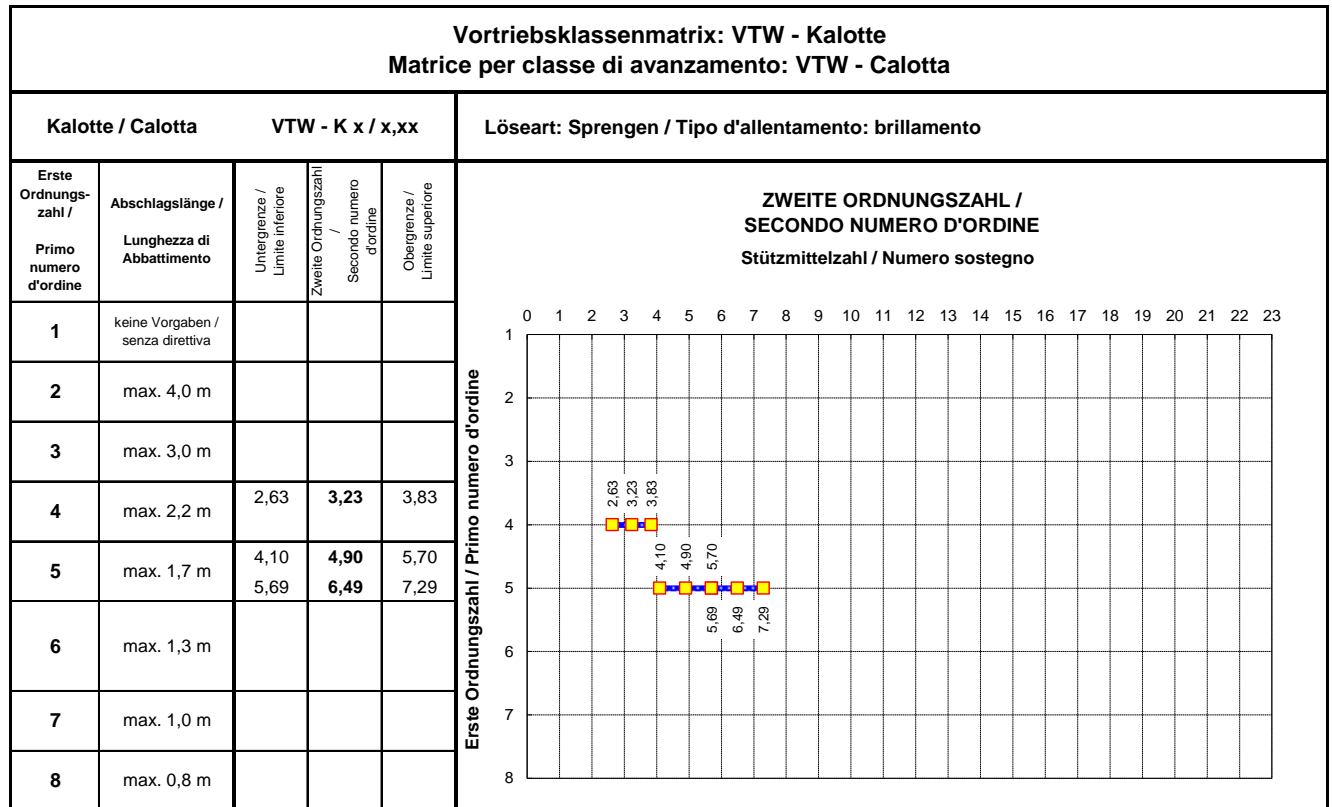 Vortriebsklassenmatrix: VTW - Kalotte
Matrice per classe di avanzamento: VTW - Calotta
Kalotte / Calotta
VTW - K x / x,xx
Löseart: Sprengen / Tipo d'allentamento: brillamento
Erste
Ordnungs-
zahl /
Primo
numero
d'ordine
Abschlagslänge /
Lunghezza di
Abbattimento
Untergrenze /
Limite inferiore
Zweite Ordnungszahl
/
Secondo numero
d'ordine
Obergrenze /
Limite superiore
1
keine Vorgaben /
senza direttiva
2
max. 4,0 m
3
max. 3,0 m
4
max. 2,2 m
2,63 3,23 3,83
5
max. 1,7 m
4,10 4,90 5,70
5,69 6,49 7,29
6
max. 1,3 m
7
max. 1,0 m
8
max. 0,8 m
ZWEITE ORDNUNGSZAHL /
SECONDO NUMERO D'ORDINE
Stützmittelzahl / Numero sostegno
0 1 2 3 4 5 6 7 8 9 10 11 12 13 14 15 16 17 18 19 20 21 22 23
Erste Ordnungszahl / Primo numero d'ordine
1
2
3
2,63 3,23 3,83
4
4,10 4,90 5,70
5
5,69 6,49 7,29
6
7
8